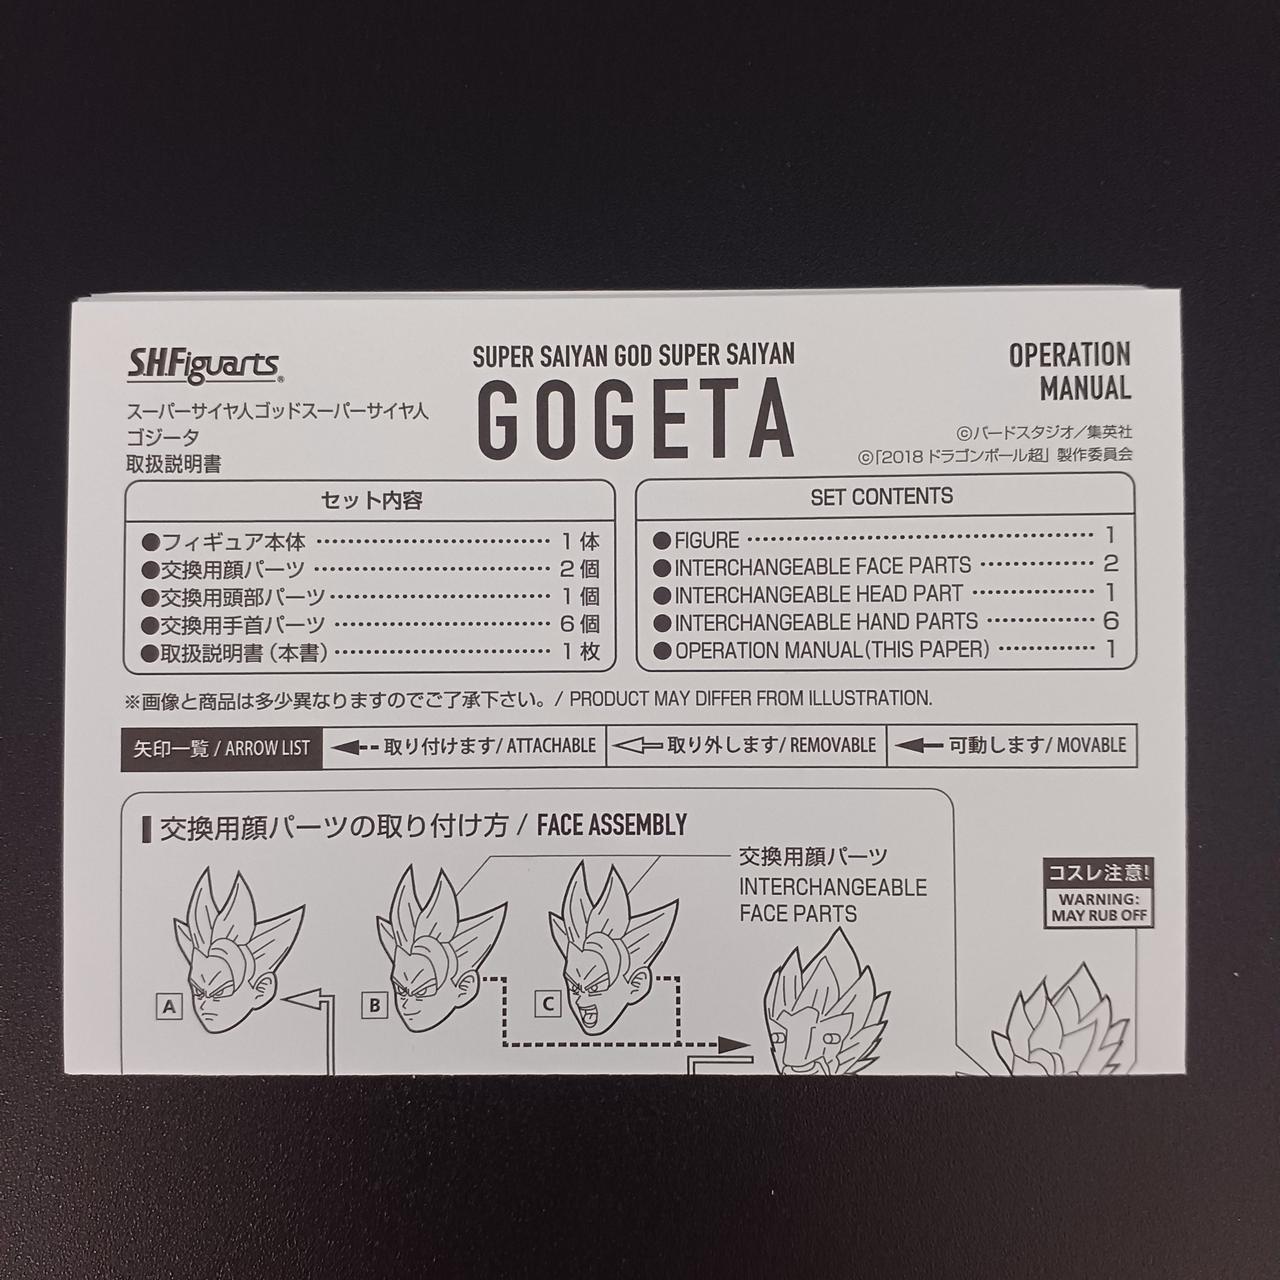 S.H.Figuarts®
スーパーサイヤ人ゴッドスーパーサイヤ人
ゴジータ
取扱説明書
SUPER SAIYAN GOD SUPER SAIYAN
GOGETA
OPERATION
MANUAL
©バードスタジオ／集英社
©「2018 ドラゴンボール超」製作委員会
セット内容
●フィギュア本体 1 体
●交換用顔パーツ 2 個
●交換用頭部パーツ 1 個
●交換用手首パーツ 6 個
●取扱説明書（本書） 1 枚
SET CONTENTS
●FIGURE 1
●INTERCHANGEABLE FACE PARTS 2
●INTERCHANGEABLE HEAD PART 1
●INTERCHANGEABLE HAND PARTS 6
●OPERATION MANUAL(THIS PAPER) 1
※画像と商品は多少異なりますのでご了承下さい。/ PRODUCT MAY DIFFER FROM ILLUSTRATION.
矢印一覧 / ARROW LIST
取り付けます/ ATTACHABLE
取り外します/ REMOVABLE
可動します/ MOVABLE
交換用顔パーツの取り付け方 / FACE ASSEMBLY
交換用顔パーツ
INTERCHANGEABLE
FACE PARTS
コスレ注意!
WARNING:
MAY RUB OFF
A
B
C